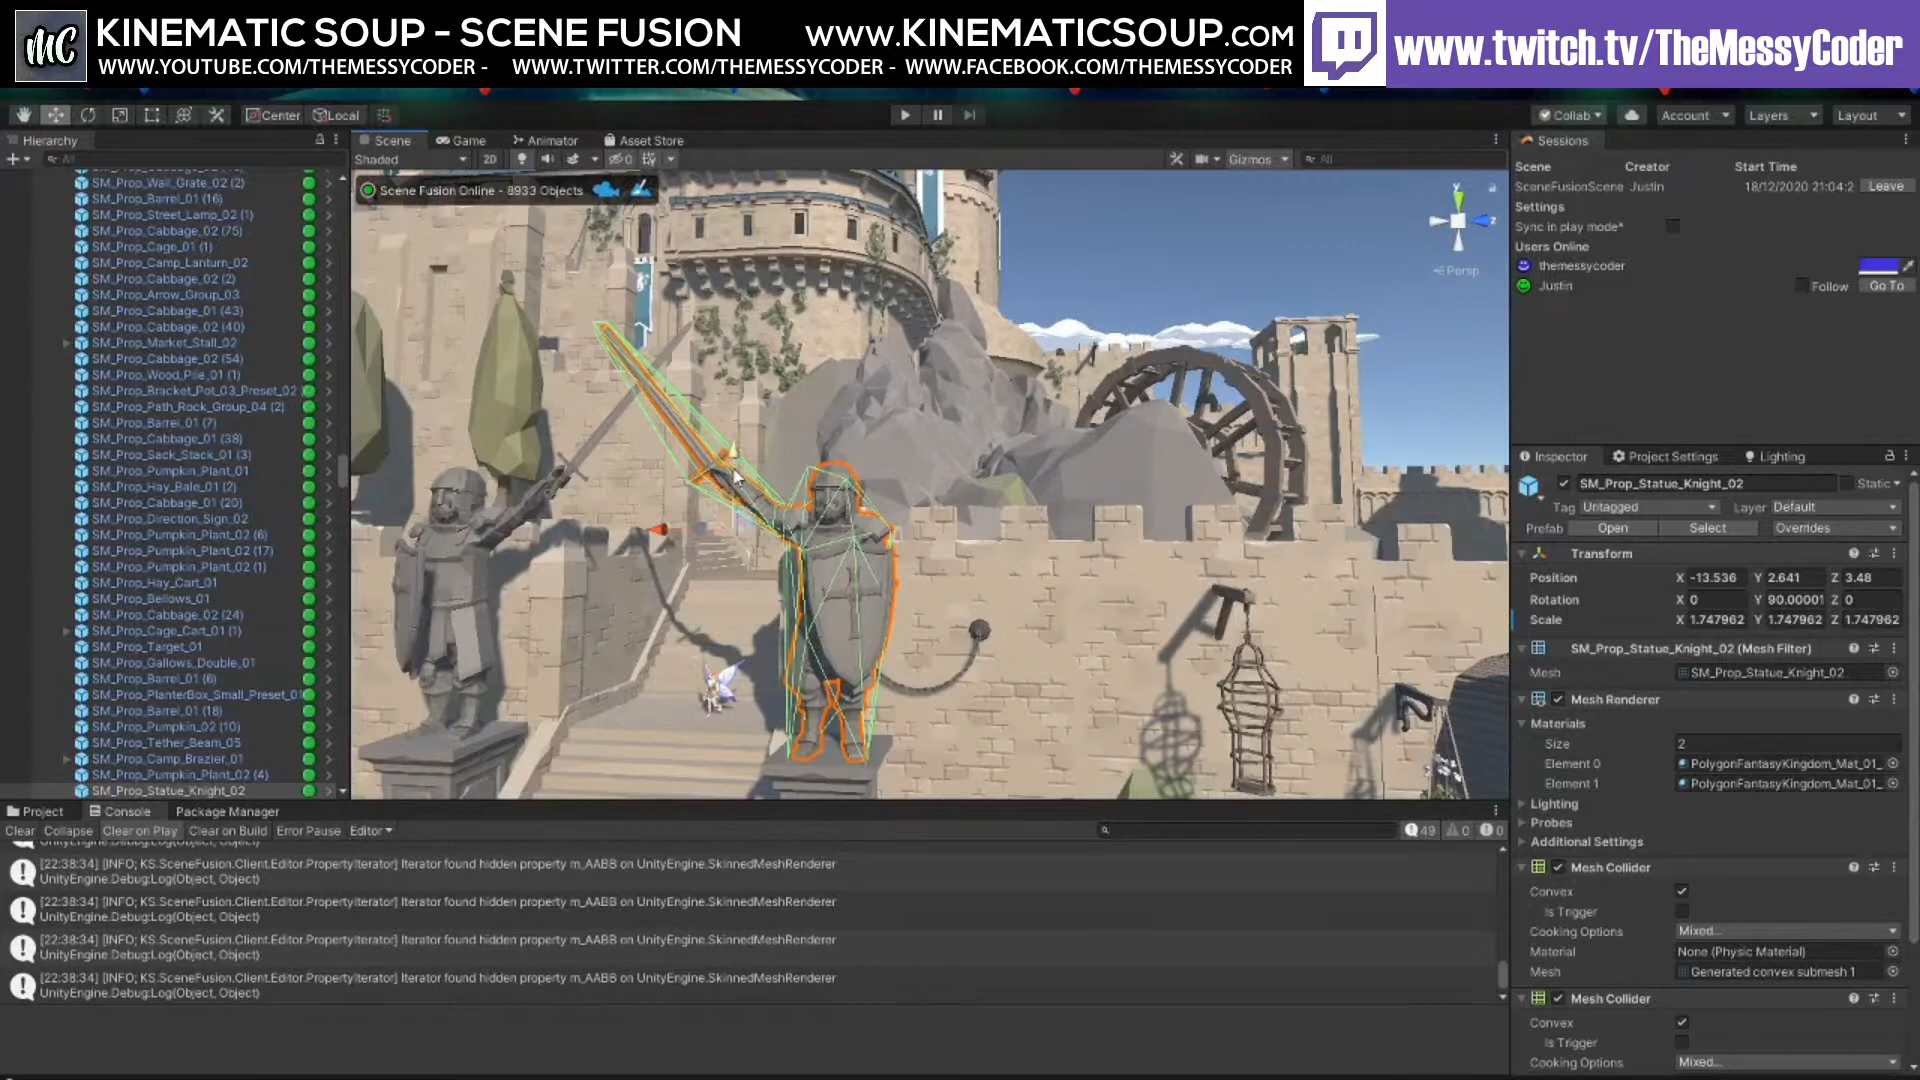 mc KINEMATIC SOUP - SCENE FUSION www.KINEMATICSOUP.com
WWW.YOUTUBE.COM/THEMESSYCODER - WWW.TWITTER.COM/THEMESSYCODER - WWW.FACEBOOK.COM/THEMESSYCODER
www.twitch.tv/TheMessyCoder
Center Local
Collab Account Layers Layout
Hierarchy
All
SM_Prop_Wall_Grate_02 (2)
SM_Prop_Barrel_01 (16)
SM_Prop_Street_Lamp_02 (1)
SM_Prop_Cabbage_02 (75)
SM_Prop_Cage_01 (1)
SM_Prop_Camp_Lanturn_02
SM_Prop_Cabbage_02 (2)
SM_Prop_Arrow_Group_03
SM_Prop_Cabbage_01 (43)
SM_Prop_Cabbage_02 (40)
SM_Prop_Market_Stall_02
SM_Prop_Cabbage_02 (54)
SM_Prop_Wood_Pile_01 (1)
SM_Prop_Bracket_Pot_03_Preset_02
SM_Prop_Path_Rock_Group_04 (2)
SM_Prop_Barrel_01 (7)
SM_Prop_Cabbage_01 (38)
SM_Prop_Sack_Stack_01 (3)
SM_Prop_Pumpkin_Plant_01
SM_Prop_Hay_Bale_01 (2)
SM_Prop_Cabbage_01 (20)
SM_Prop_Direction_Sign_02
SM_Prop_Pumpkin_Plant_02 (6)
SM_Prop_Pumpkin_Plant_02 (17)
SM_Prop_Pumpkin_Plant_02 (1)
SM_Prop_Hay_Cart_01
SM_Prop_Bellows_01
SM_Prop_Cabbage_02 (24)
SM_Prop_Cage_Cart_01 (1)
SM_Prop_Target_01
SM_Prop_Gallows_Double_01
SM_Prop_Barrel_01 (6)
SM_Prop_PlanterBox_Small_Preset_01
SM_Prop_Barrel_01 (18)
SM_Prop_Pumpkin_02 (10)
SM_Prop_Tether_Beam_05
SM_Prop_Camp_Brazier_01
SM_Prop_Pumpkin_Plant_02 (4)
SM_Prop_Statue_Knight_02
Scene Game Animator Asset Store
Shaded 2D 0 Gizmos All
Scene Fusion Online - 8933 Objects
y
z
Persp
Sessions
Scene Creator Start Time
SceneFusionScene Justin 18/12/2020 21:04:2 Leave
Settings
Sync in play mode*
Users Online
themessycoder
Justin Follow Go To
Inspector Project Settings Lighting
SM_Prop_Statue_Knight_02 Static
Tag Untagged Layer Default
Prefab Open Select Overrides
Transform
Position X -13.536 Y 2.641 Z 3.48
Rotation X 0 Y 90.00001 Z 0
Scale X 1.747962 Y 1.747962 Z 1.747962
SM_Prop_Statue_Knight_02 (Mesh Filter)
Mesh SM_Prop_Statue_Knight_02
Mesh Renderer
Materials
Size 2
Element 0 PolygonFantasyKingdom_Mat_01_
Element 1 PolygonFantasyKingdom_Mat_01_
Lighting
Probes
Additional Settings
Mesh Collider
Convex
Is Trigger
Cooking Options Mixed...
Material None (Physic Material)
Mesh Generated convex submesh 1
Mesh Collider
Convex
Is Trigger
Cooking Options Mixed...
Project Console Package Manager
Clear Collapse Clear on Play Clear on Build Error Pause Editor 49 0 0
UnityEngine.Debug:Log(Object, Object)
[22:38:34] [INFO; KS.SceneFusion.Client.Editor.PropertyIterator] Iterator found hidden property m_AABB on UnityEngine.SkinnedMeshRenderer
UnityEngine.Debug:Log(Object, Object)
[22:38:34] [INFO; KS.SceneFusion.Client.Editor.PropertyIterator] Iterator found hidden property m_AABB on UnityEngine.SkinnedMeshRenderer
UnityEngine.Debug:Log(Object, Object)
[22:38:34] [INFO; KS.SceneFusion.Client.Editor.PropertyIterator] Iterator found hidden property m_AABB on UnityEngine.SkinnedMeshRenderer
UnityEngine.Debug:Log(Object, Object)
[22:38:34] [INFO; KS.SceneFusion.Client.Editor.PropertyIterator] Iterator found hidden property m_AABB on UnityEngine.SkinnedMeshRenderer
UnityEngine.Debug:Log(Object, Object)